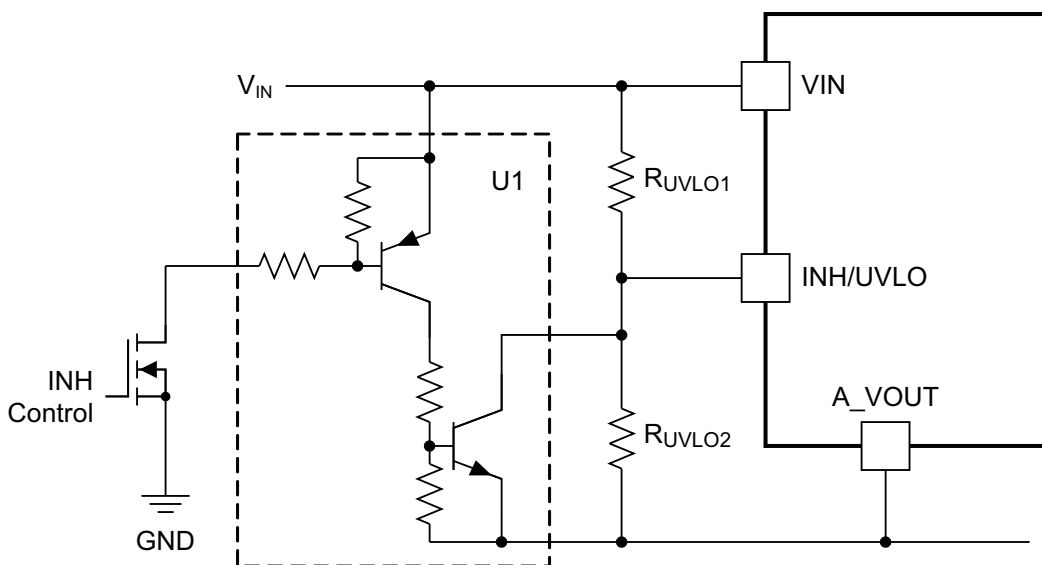 V_IN
VIN
U1
R_UVLO1
INH/UVLO
INH
Control
A_VOUT
R_UVLO2
GND